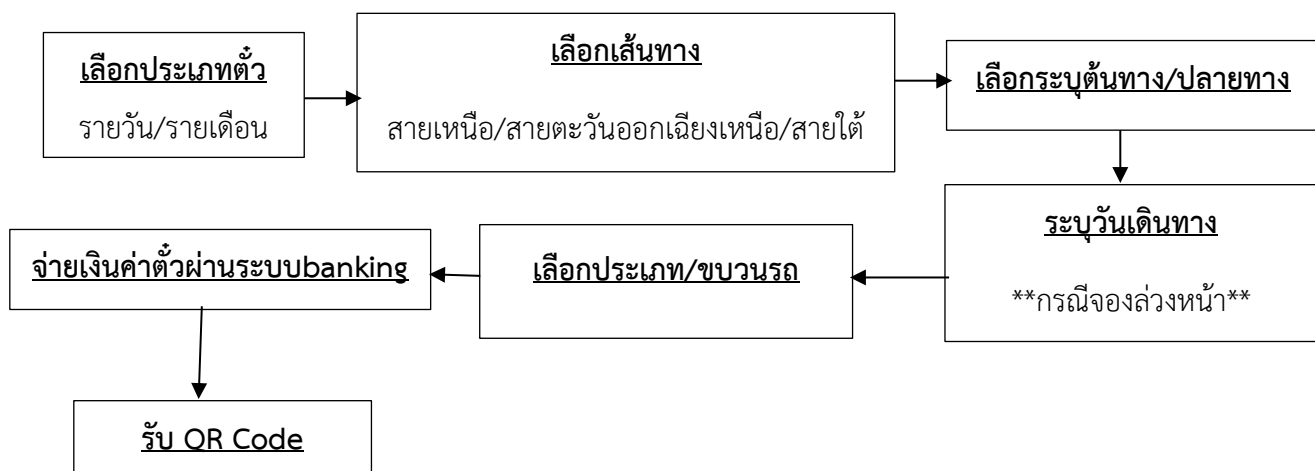 เลือกประเภทตั๋ว
รายวัน/รายเดือน
เลือกเส้นทาง
สายเหนือ/สายตะวันออกเฉียงเหนือ/สายใต้
เลือกระบุต้นทาง/ปลายทาง
ระบุวันเดินทาง
**กรณีจองล่วงหน้า**
เลือกประเภท/ขบวนรถ
จ่ายเงินค่าตั๋วผ่านระบบbanking
รับ QR Code